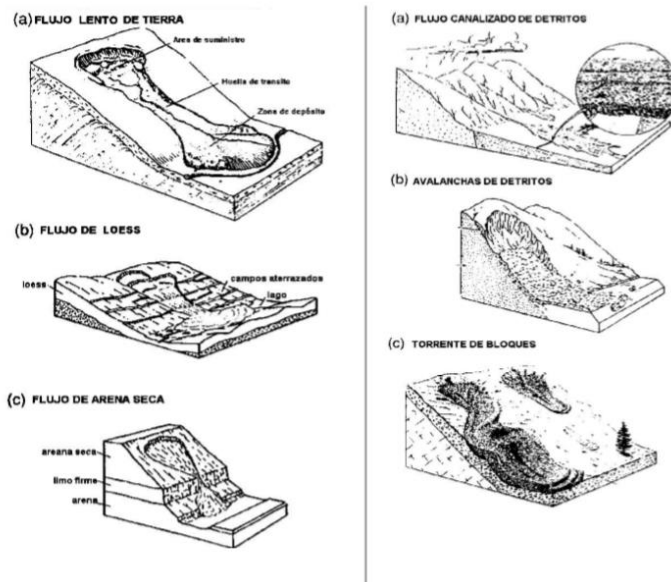 (a) FLUJO LENTO DE TIERRA
Area de suministro
Huella de transito
Zona de depósito
(b) FLUJO DE LOESS
loess
campos aterrazados
lago
(c) FLUJO DE ARENA SECA
areana seca
limo firme
arena
(a) FLUJO CANALIZADO DE DETRITOS
(b) AVALANCHAS DE DETRITOS
(c) TORRENTE DE BLOQUES